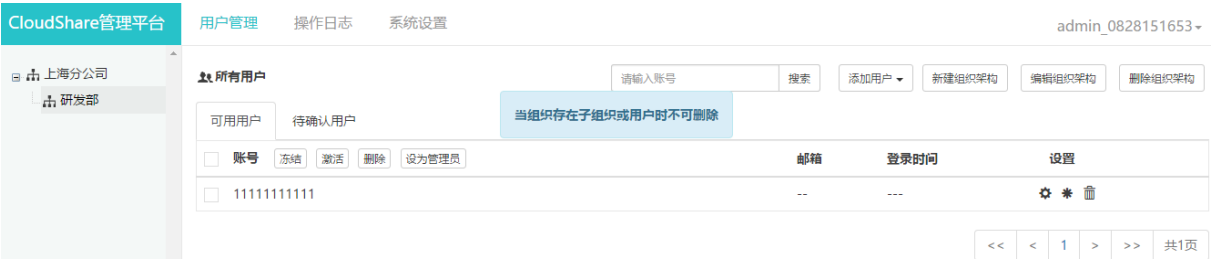 CloudShare管理平台 用户管理 操作日志 系统设置 admin_0828151653
上海分公司
研发部
所有用户 请输入账号 搜索 添加用户 新建组织架构 编辑组织架构 删除组织架构
当组织存在子组织或用户时不可删除
可用用户 待确认用户
账号 冻结 激活 删除 设为管理员 邮箱 登录时间 设置
11111111111 -- ---
<< < 1 > >> 共1页